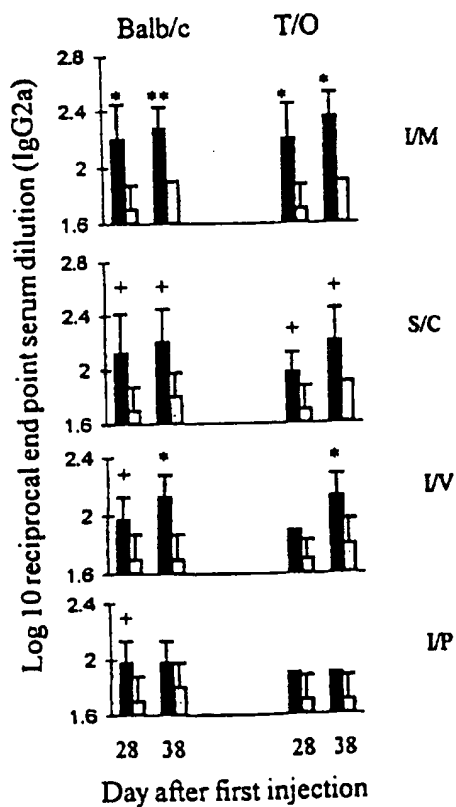 Balb/c T/O
Log 10 reciprocal end point serum dilution (IgG2a)
2.8
* ** * *
2.4
2
1.6
I/M
2.8
+ + + +
2.4
2
1.6
S/C
2.4
+ * *
2
1.6
I/V
2.4
+
2
1.6
I/P
28 38 28 38
Day after first injection